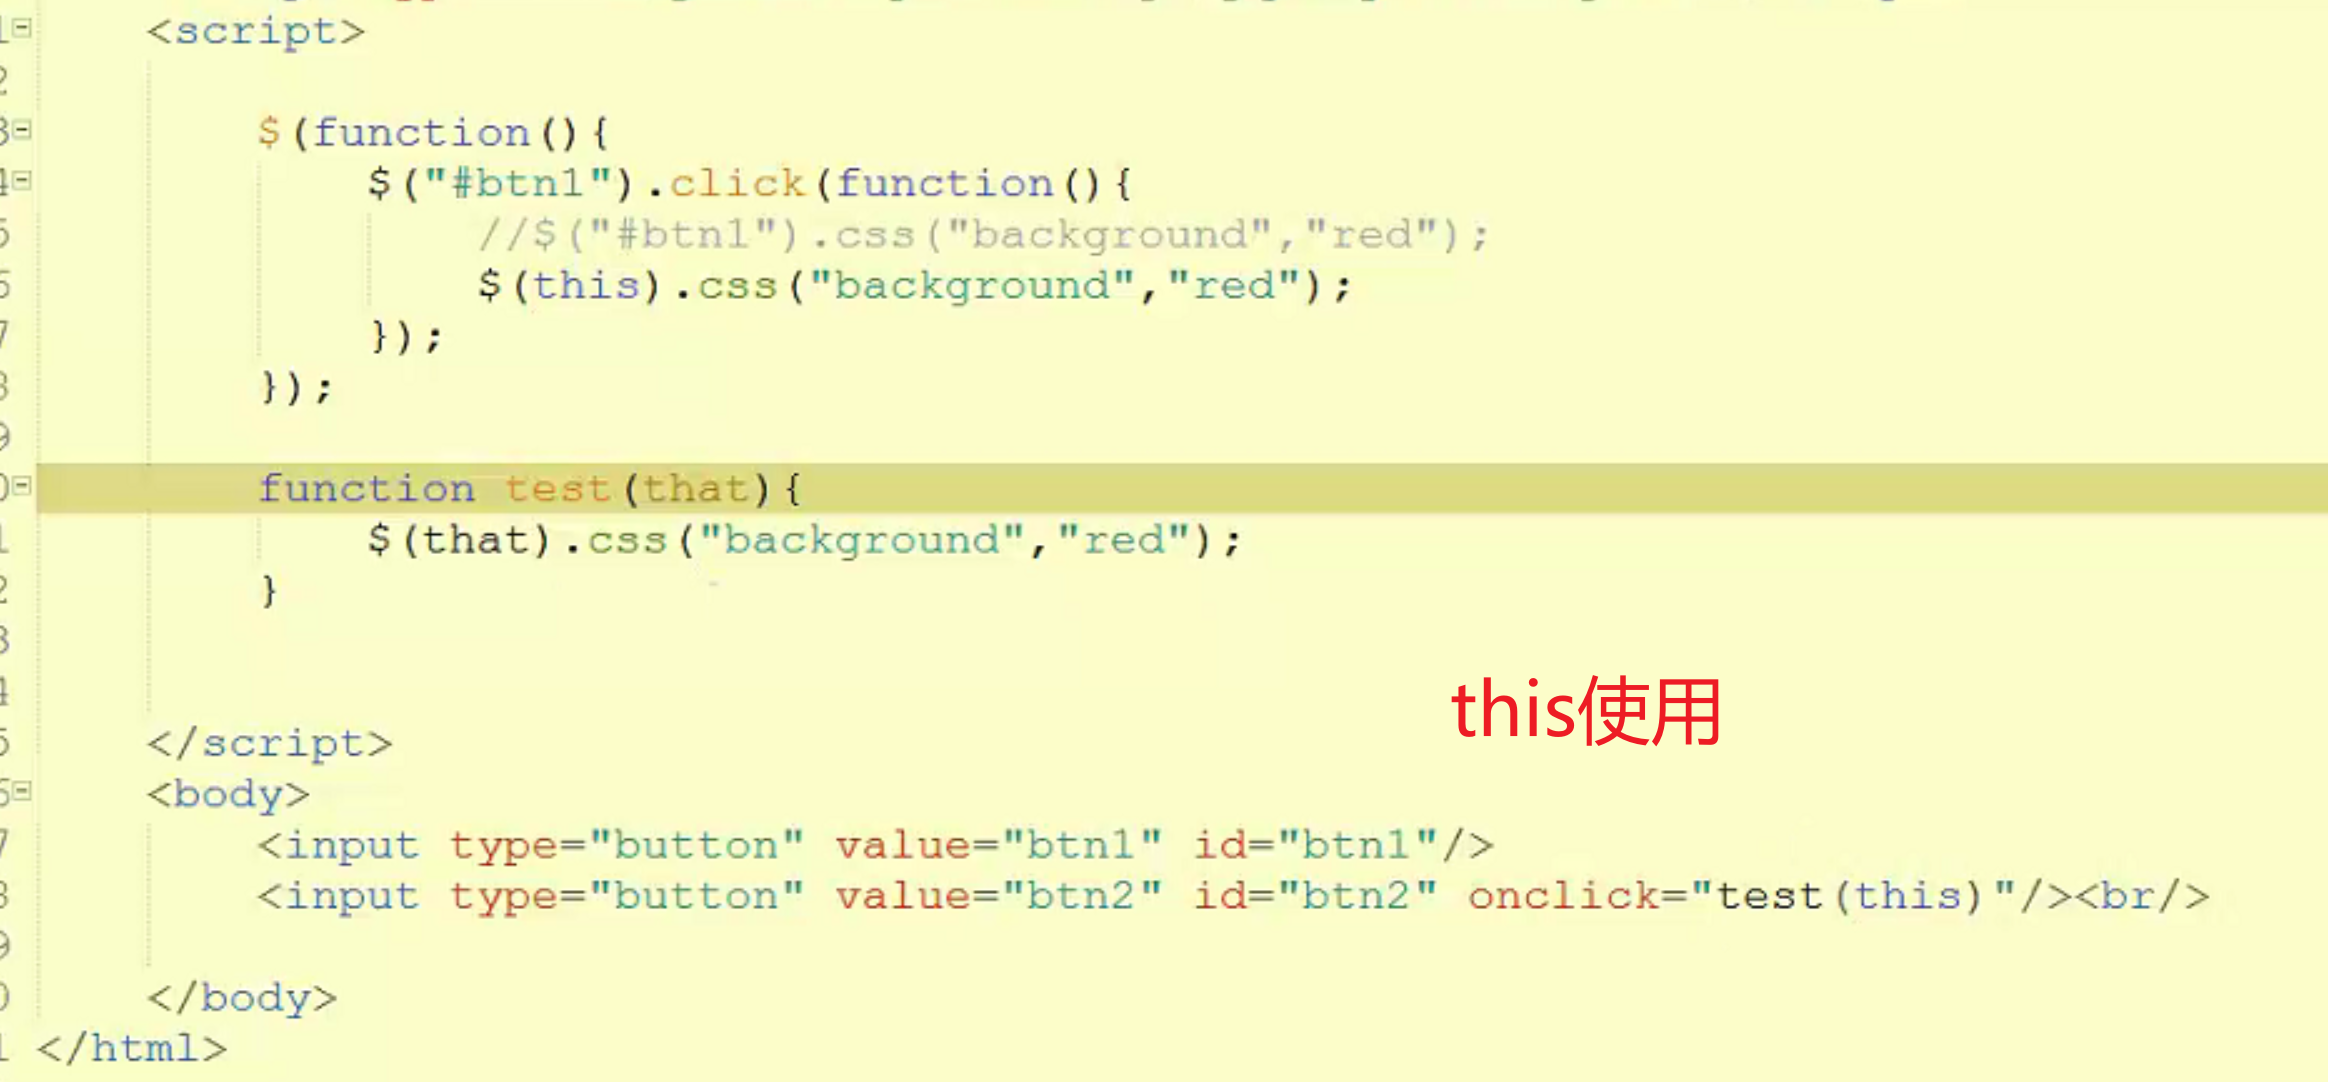 <script>
$(function(){
$("#btn1").click(function(){
//$("#btn1").css("background","red");
$(this).css("background","red");
});
});
function test(that){
$(that).css("background","red");
}
this使用
</script>
<body>
<input type="button" value="btn1" id="btn1"/>
<input type="button" value="btn2" id="btn2" onclick="test(this)"/><br/>
</body>
</html>